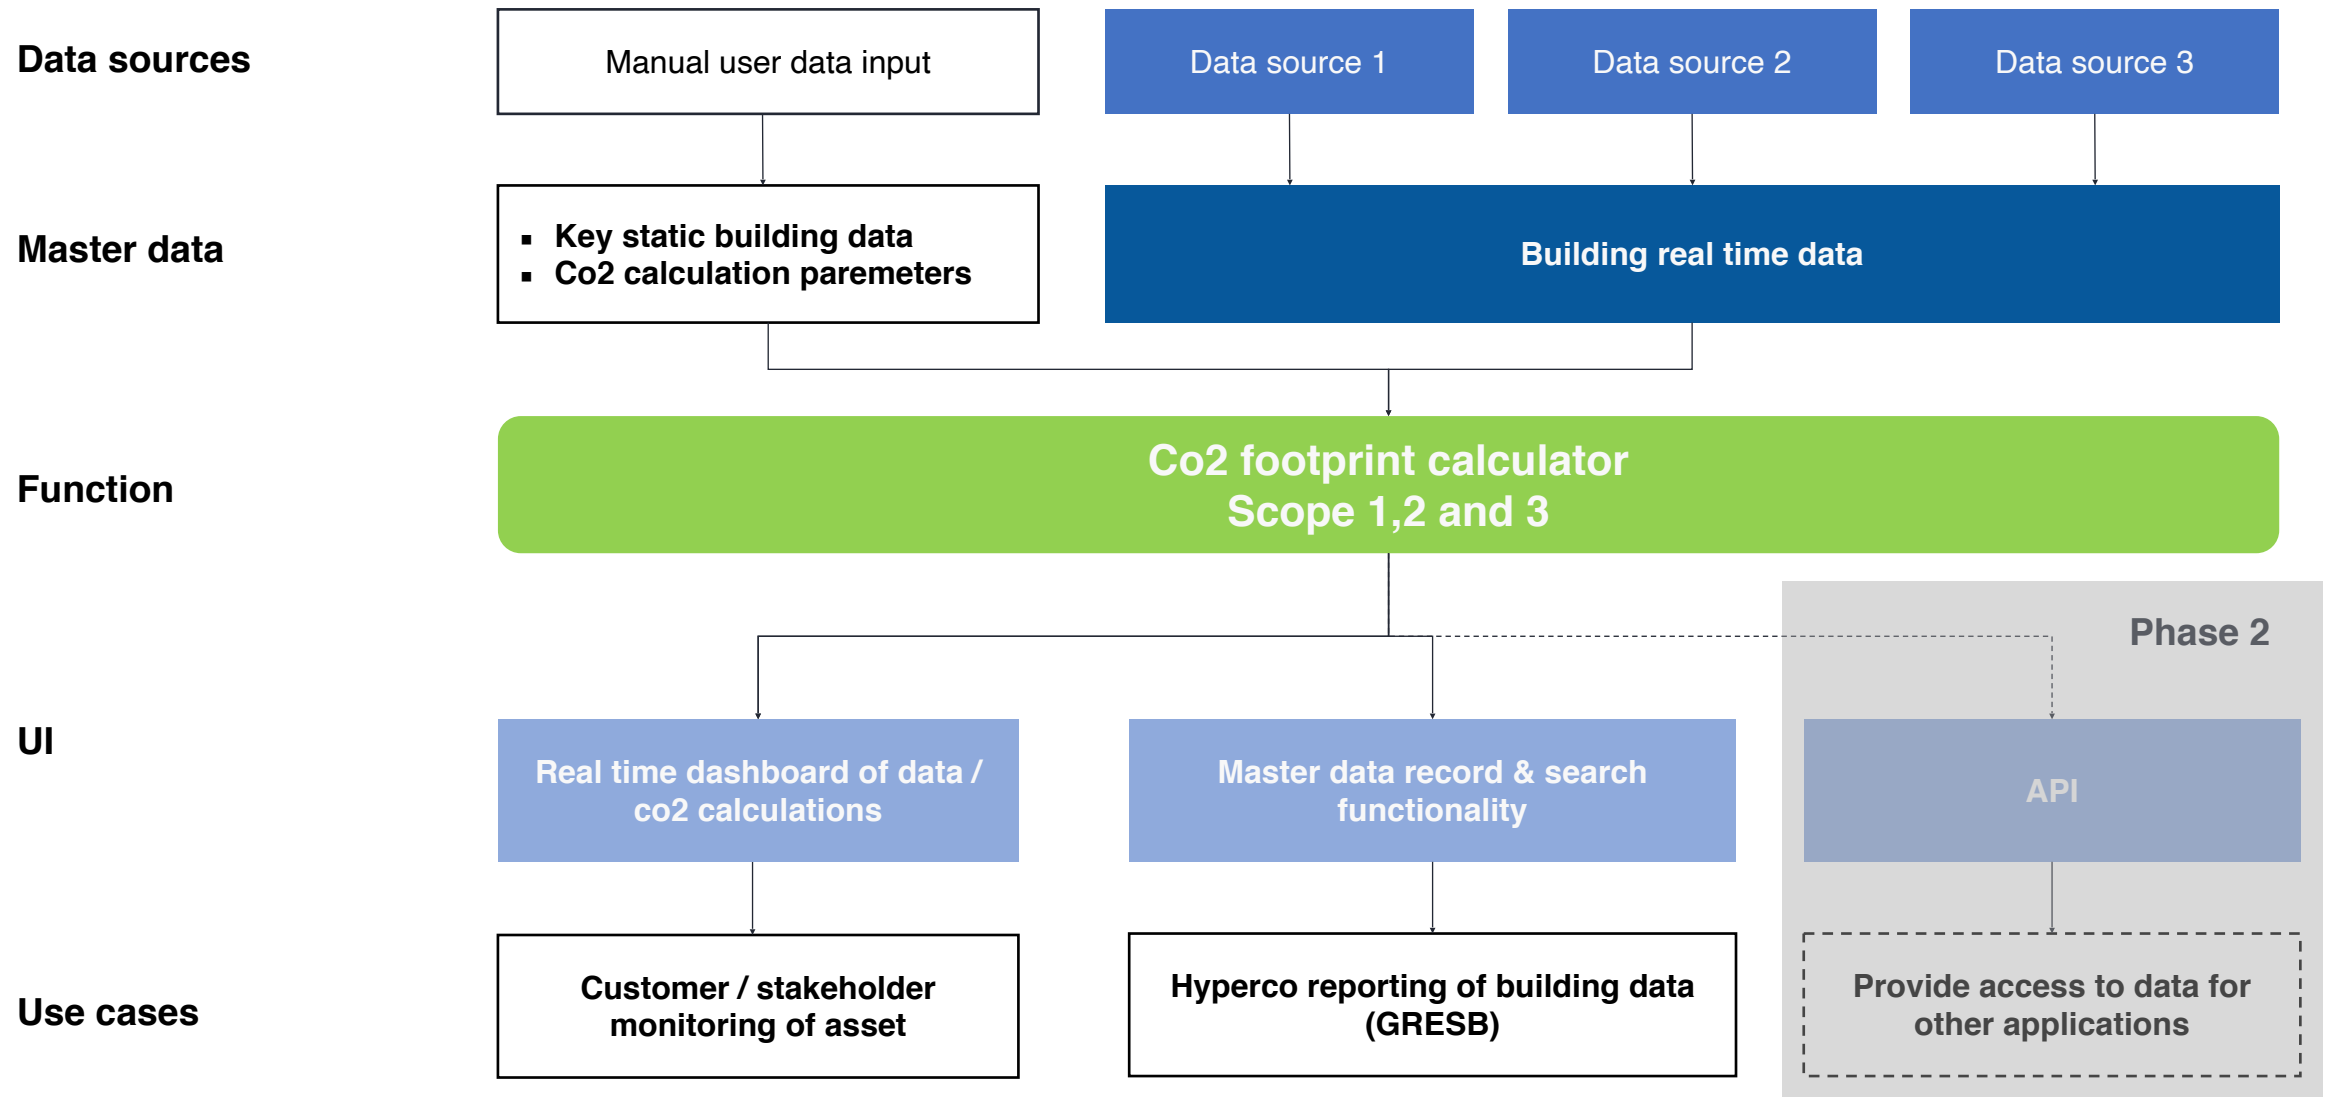 Data sources
Manual user data input
Data source 1
Data source 2
Data source 3
Master data
▪ Key static building data
▪ Co2 calculation paremeters
Building real time data
Function
Co2 footprint calculator
Scope 1,2 and 3
Phase 2
UI
Real time dashboard of data /
co2 calculations
Master data record & search
functionality
API
Use cases
Customer / stakeholder
monitoring of asset
Hyperco reporting of building data
(GRESB)
Provide access to data for
other applications